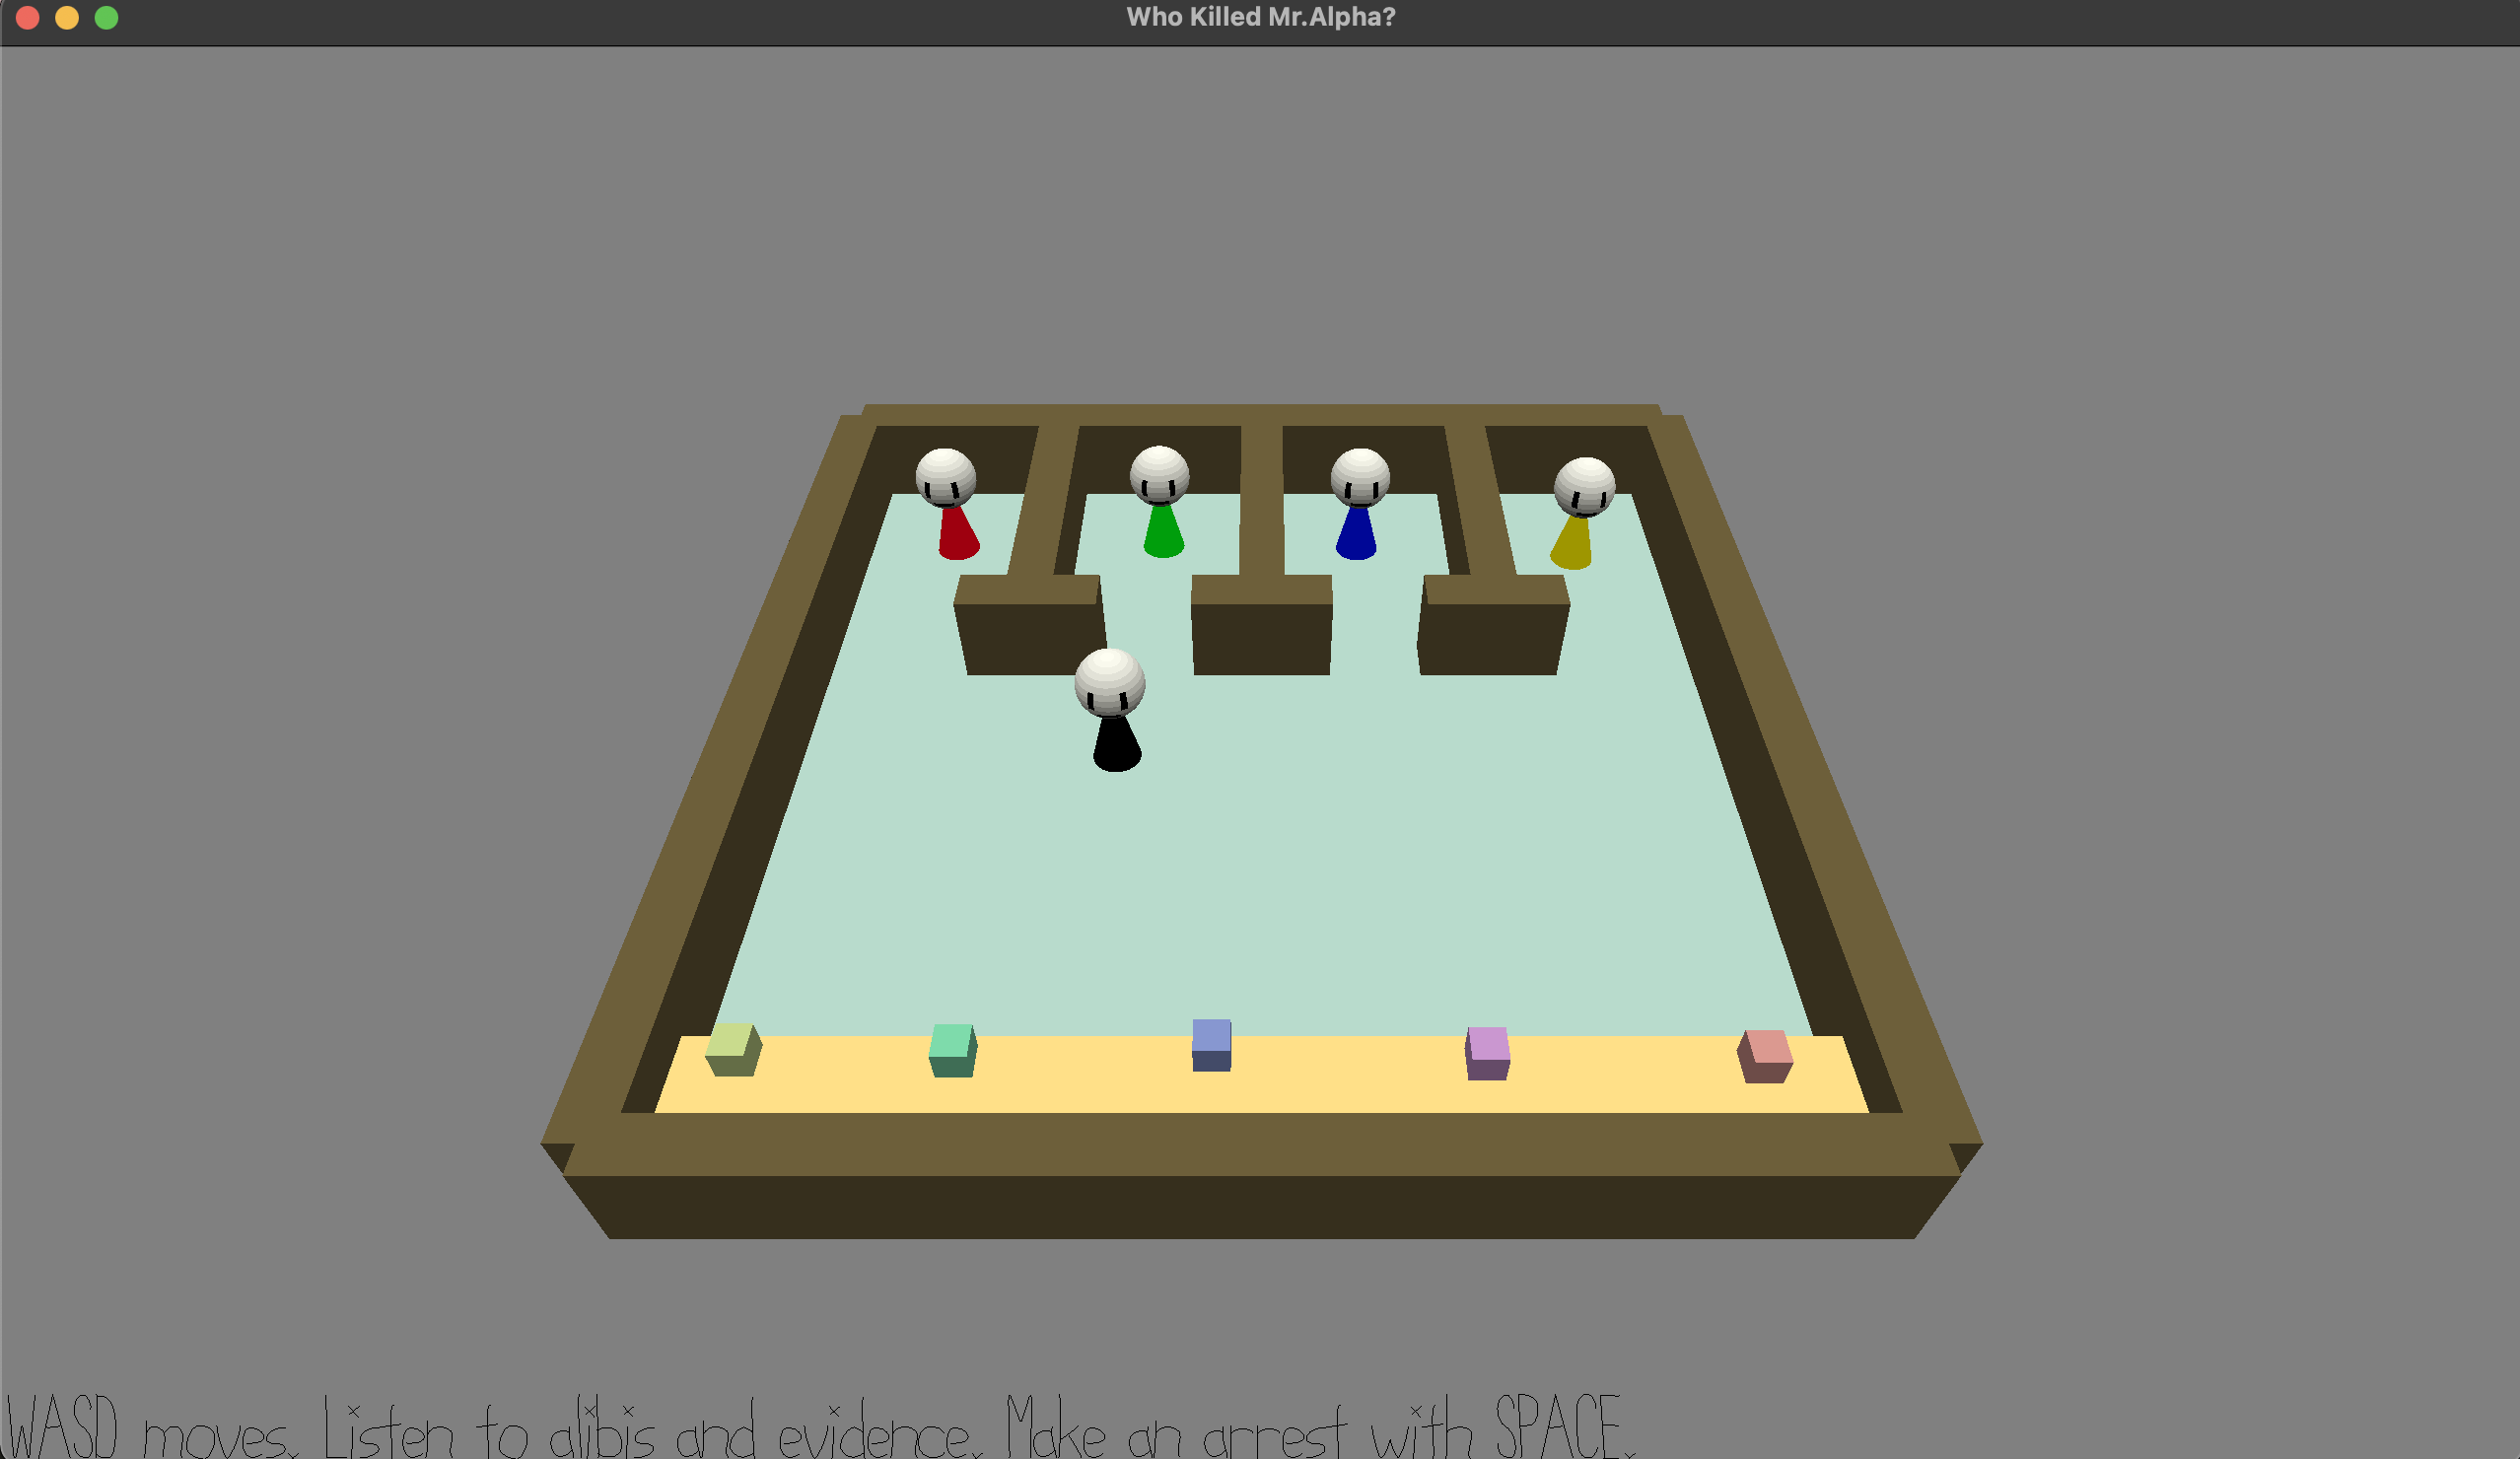 Who Killed Mr.Alpha?
WASD moves. Listen to alibis and evidence. Make an arrest with SPACE.